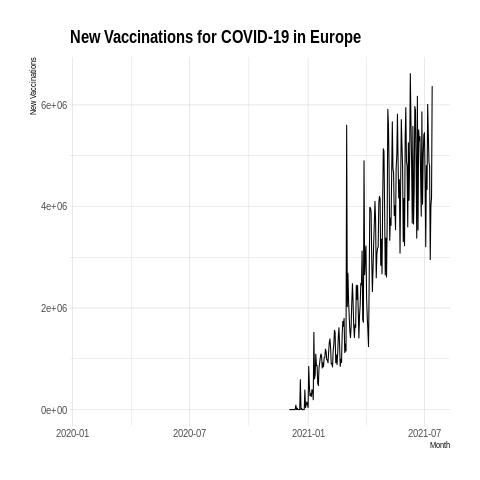 New Vaccinations for COVID-19 in Europe
New Vaccinations
6e+06
4e+06
2e+06
0e+00
2020-01 2020-07 2021-01 2021-07
Month